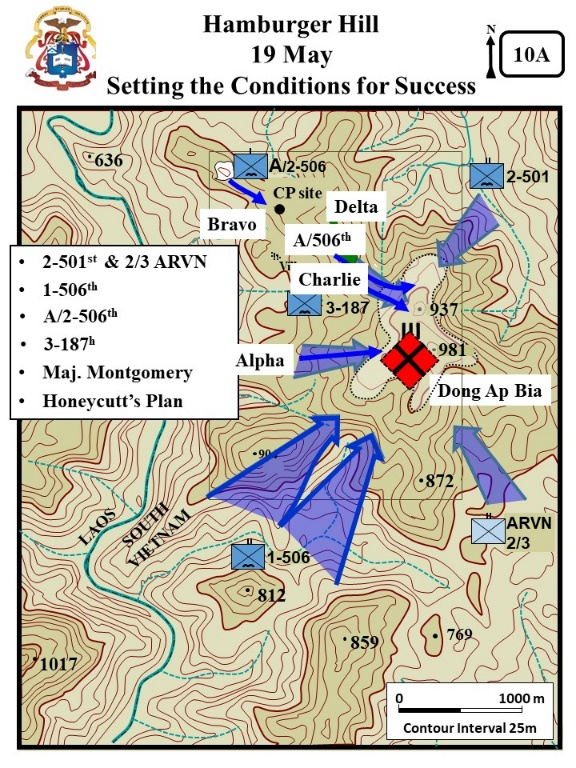 Hamburger Hill
19 May
Setting the Conditions for Success
N
10A
636
A/2-506
CP site
2-501
Bravo
Delta
A/506th
Charlie
3-187
937
981
Alpha
Dong Ap Bia
• 2-501st & 2/3 ARVN
• 1-506th
• A/2-506th
• 3-187h
• Maj. Montgomery
• Honeycutt's Plan
90
872
LAOS
SOUTH
VIETNAM
ARVN
2/3
1-506
812
859
769
1017
0 1000 m
Contour Interval 25m